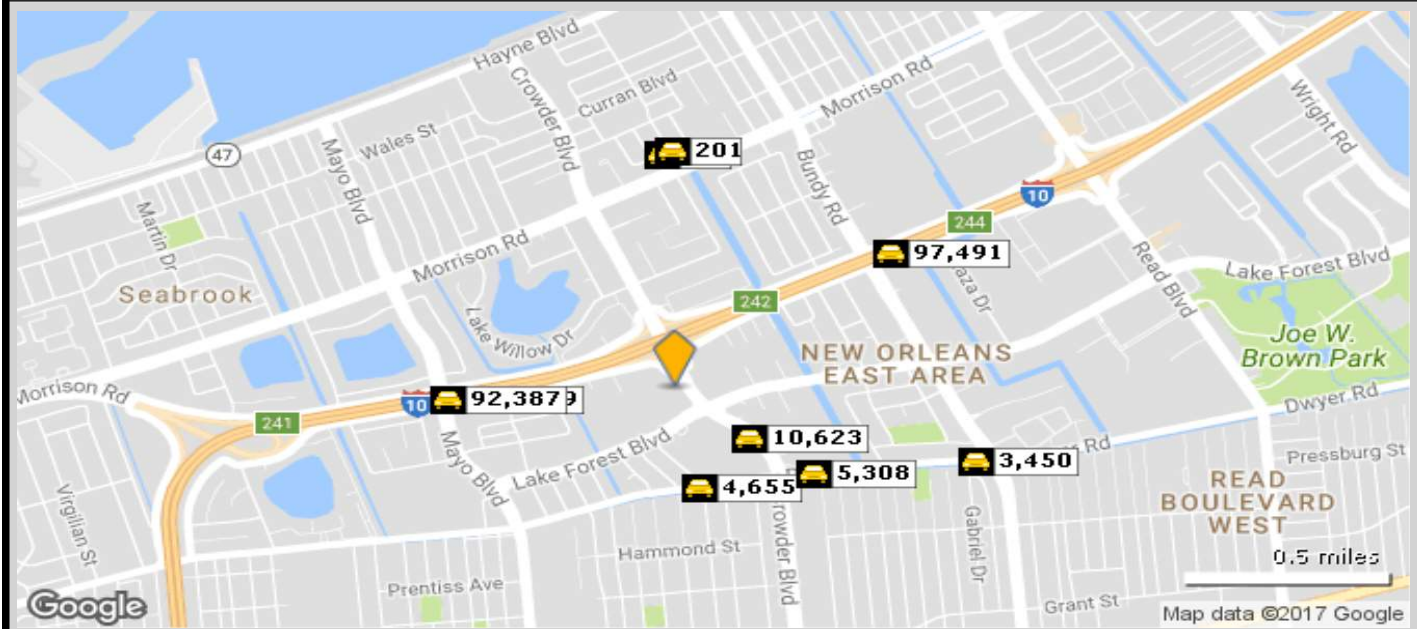 Hayne Blvd
Crowder Blvd
Curran Blvd
Morrison Rd
Wales St
47
Mayo Blvd
201
Bundy Rd
Wright Rd
10
244
Martin Dr
Morrison Rd
97,491
Read Blvd
Lake Forest Blvd
Seabrook
242
Lake Willow Dr
Joe W.
Brown Park
NEW ORLEANS
EAST AREA
Morrison Rd
10
92,387
Dwyer Rd
241
Mayo Blvd
Lake Forest Blvd
10,623
Rd
3,450
Pressburg St
5,308
4,655
READ
BOULEVARD
WEST
Virgilian St
Gabriel Dr
Hammond St
Blvd
0.5 miles
Prentiss Ave
Grant St
Google
Map data ©2017 Google